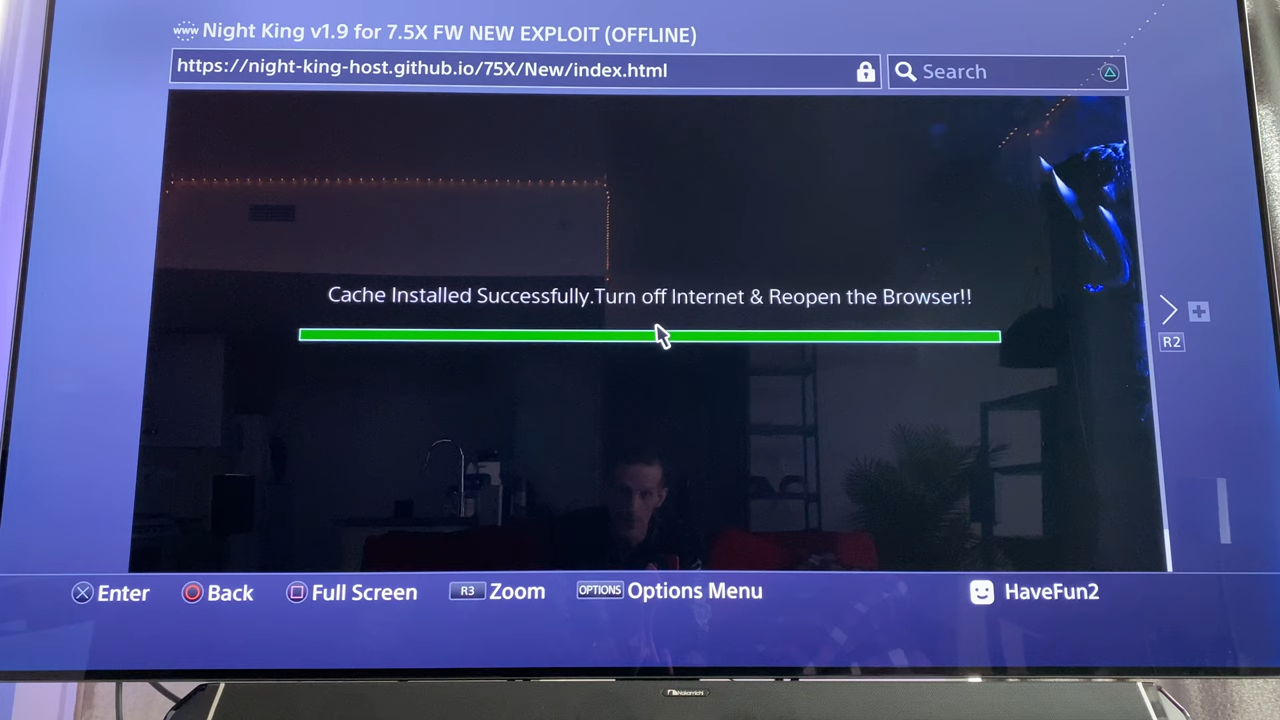 www Night King v1.9 for 7.5X FW NEW EXPLOIT (OFFLINE)
https://night-king-host.github.io/75X/New/index.html
Search
Cache Installed Successfully.Turn off Internet & Reopen the Browser!!
R2
Enter Back Full Screen R3 Zoom OPTIONS Options Menu HaveFun2
Nakamichi